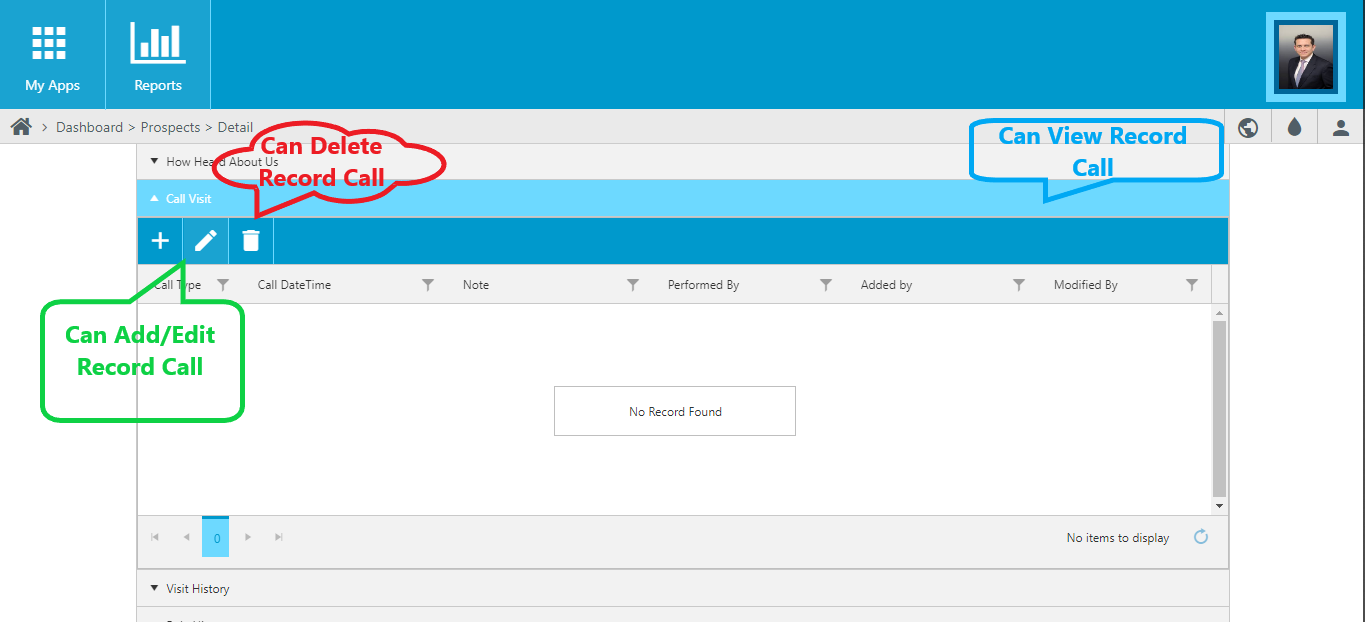 My Apps
Reports
Dashboard > Prospects > Detail
How Heard About Us
Can Delete
Record Call
Can View Record
Call
Call Visit
Call Type
Call DateTime
Note
Performed By
Added by
Modified By
Can Add/Edit
Record Call
No Record Found
0
No items to display
Visit History